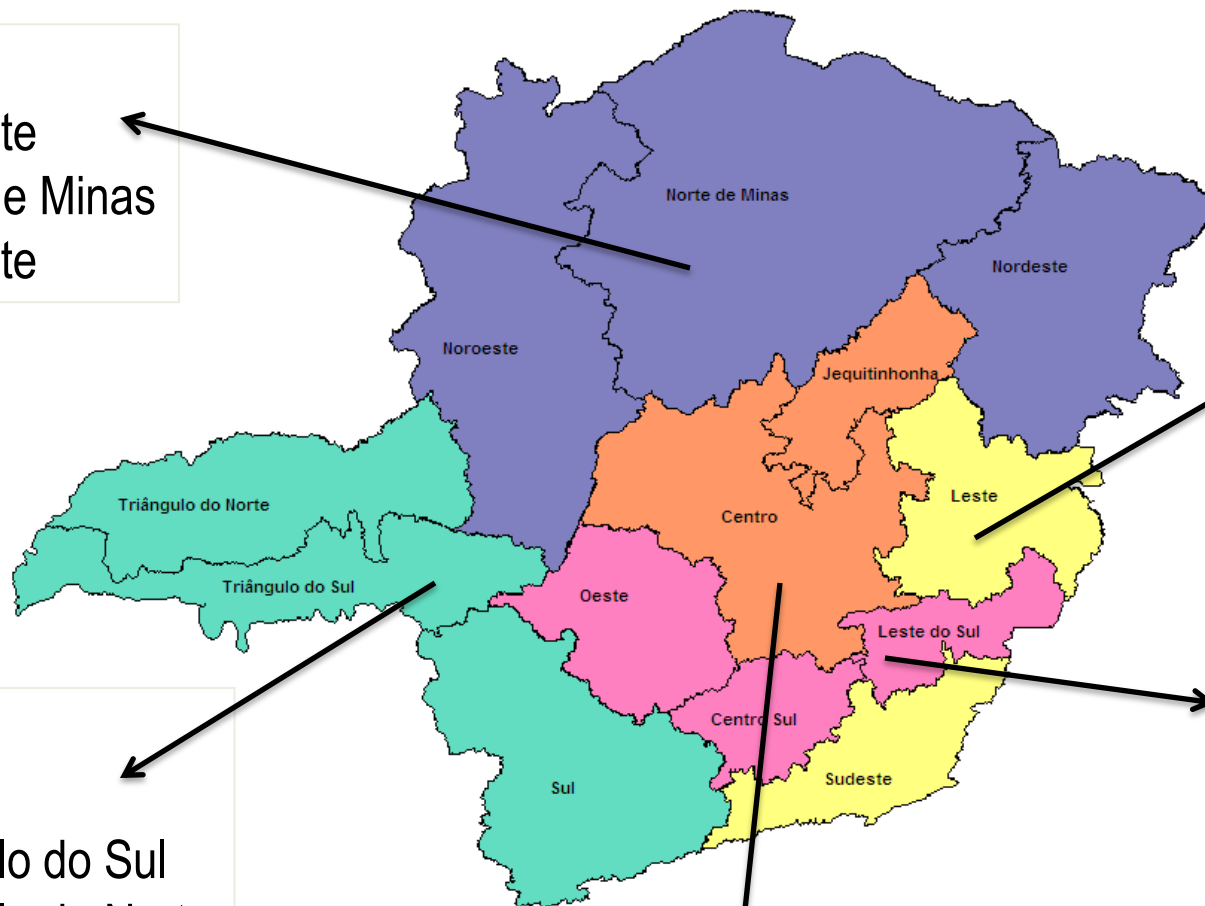 te
e Minas
te
Norte de Minas
Nordeste
Noroeste
Jequitinhonha
Triângulo do Norte
Leste
Centro
Triângulo do Sul
Oeste
Leste do Sul
Centro Sul
Sudeste
Sul
lo do Sul